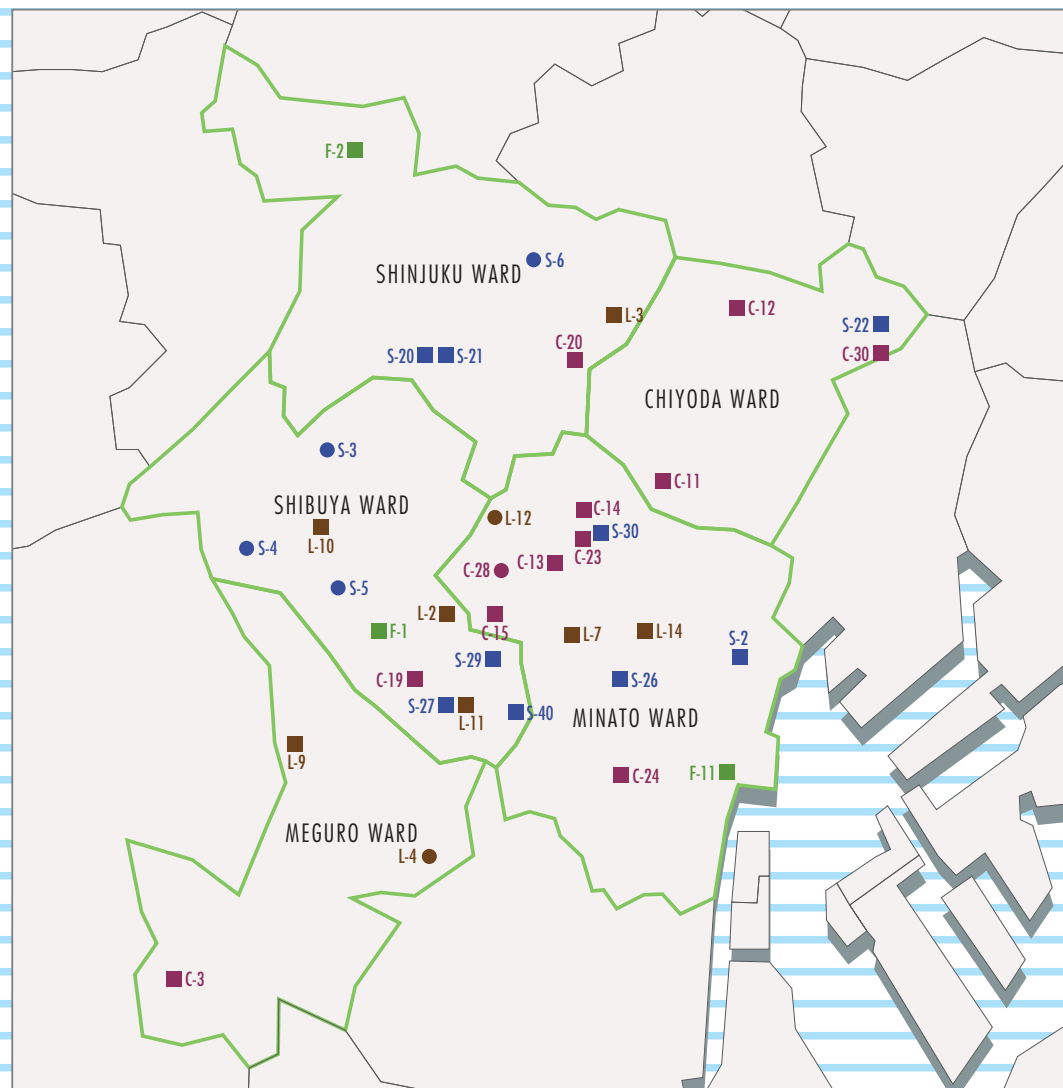 F-2
S-6
SHINJUKU WARD
L-3
C-12
S-22
C-20
S-20
S-21
C-30
CHIYODA WARD
S-3
C-11
SHIBUYA WARD
C-14
L-12
L-10
S-30
S-4
C-23
C-13
C-28
S-5
L-2
F-1
C-15
L-7
L-14
S-2
S-29
C-19
S-26
S-27
L-11
S-40
MINATO WARD
L-9
C-24
F-11
MEGURO WARD
L-4
C-3